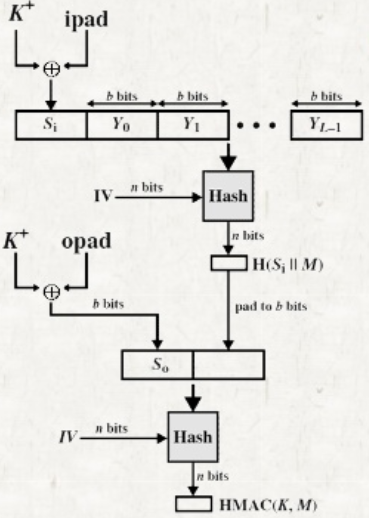 K⁺ ipad
⊕
b bits b bits b bits
Sᵢ Y₀ Y₁ • • • Y_{L−1}
n bits
IV Hash
n bits
H(Sᵢ || M)
K⁺ opad
⊕
b bits pad to b bits
Sₒ
n bits
IV Hash
n bits
HMAC(K, M)